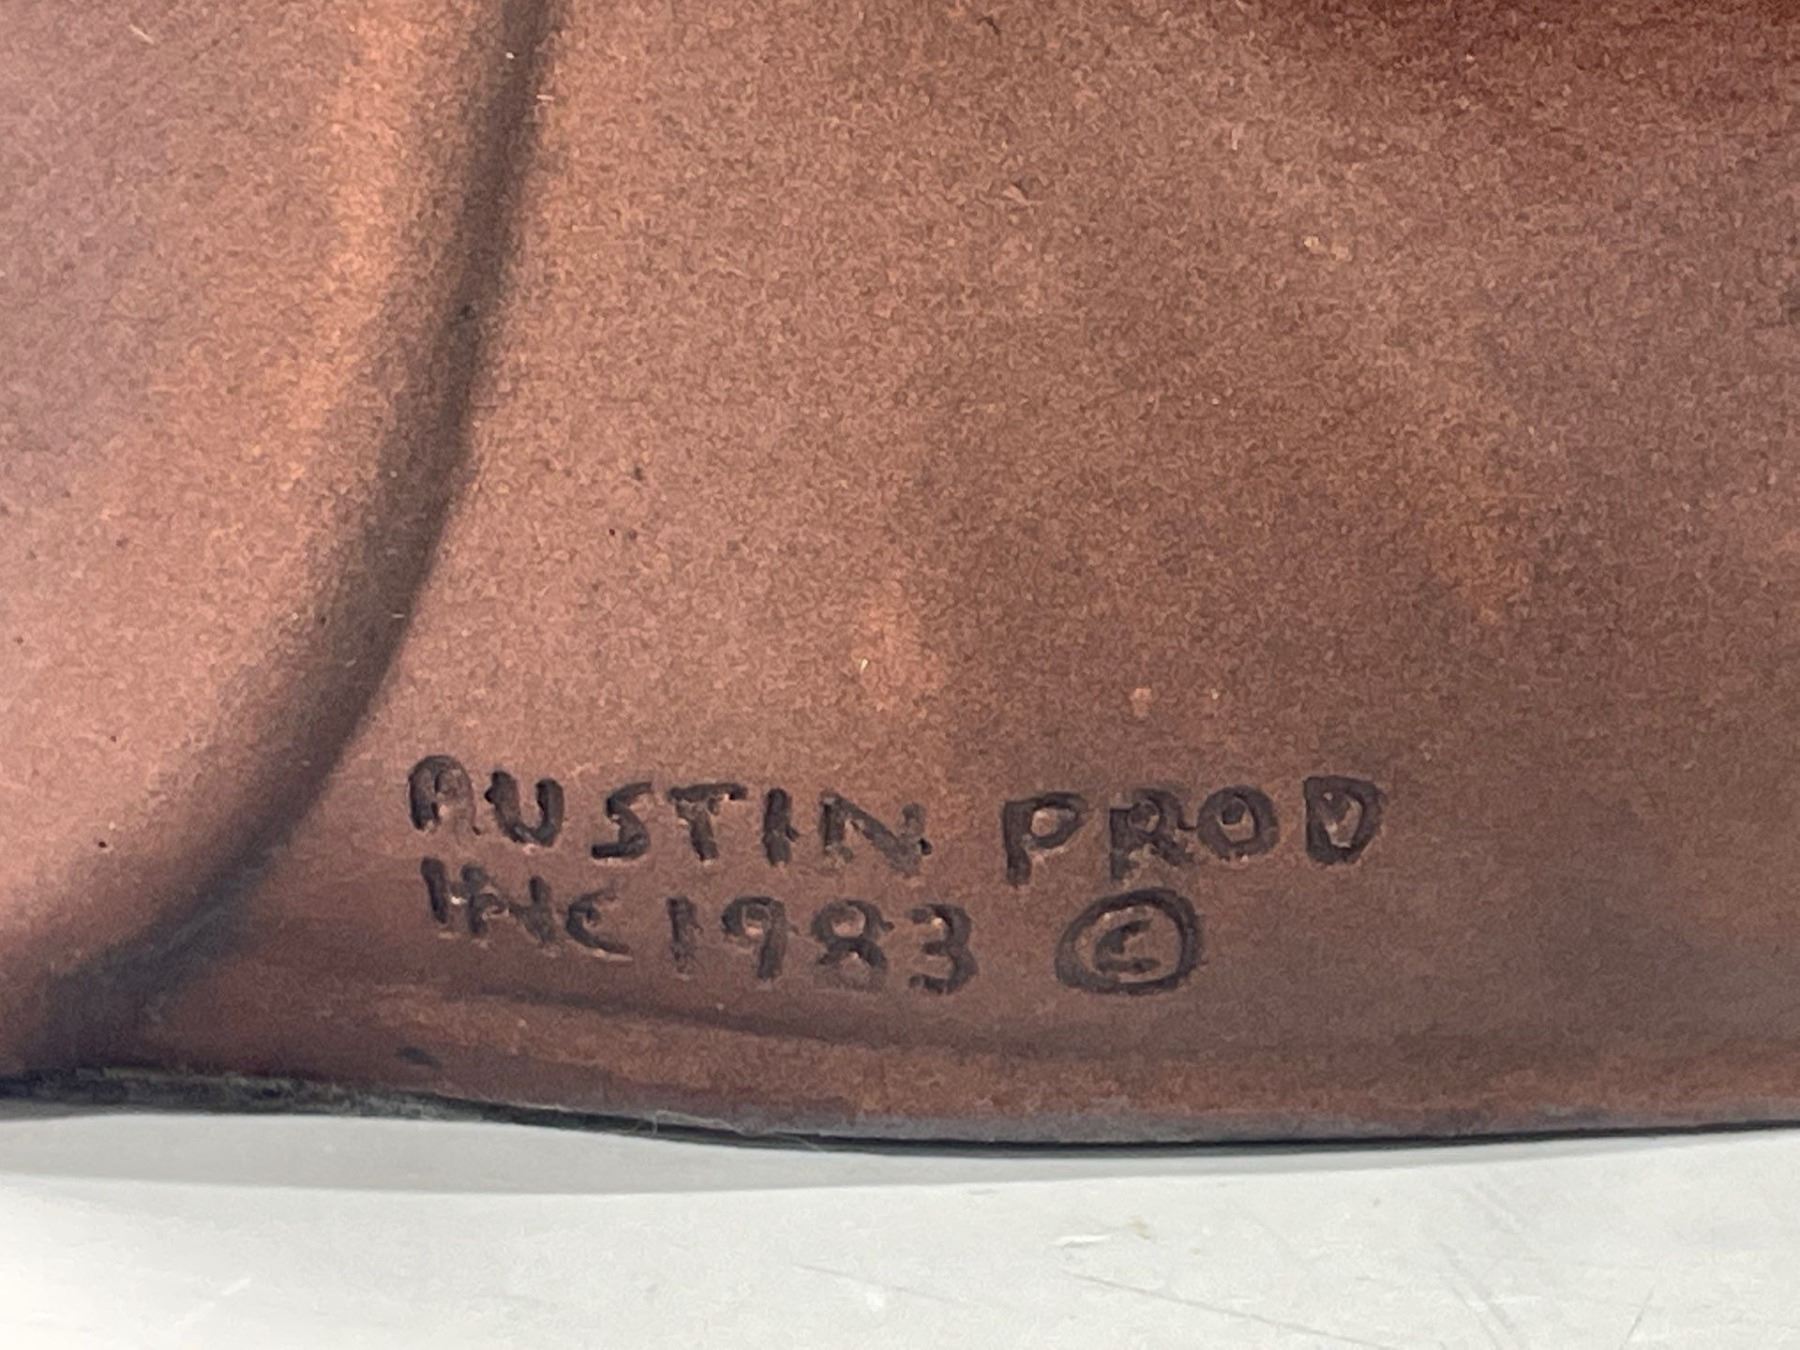 AUSTIN PROD
INC 1983 ©